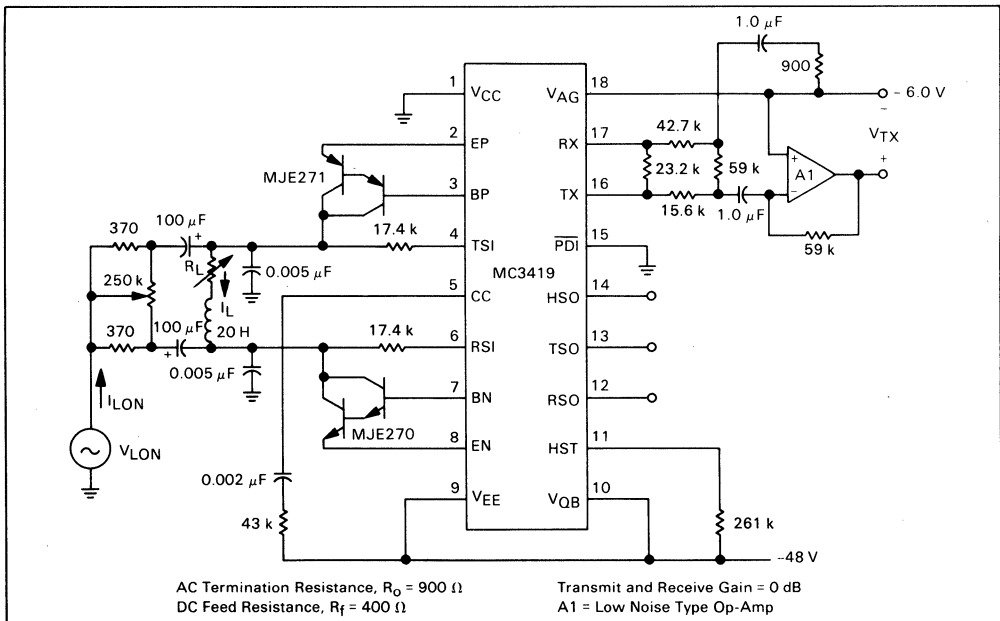 1.0 μF
900
1
VCC
VAG
18
– 6.0 V
–
2
EP
RX
17
42.7 k
VTX
+
MJE271
23.2 k
59 k
+
A1
–
3
BP
TX
16
15.6 k
1.0 μF
59 k
370
100 μF
+
17.4 k
4
TSI
PDI
15
RL
0.005 μF
MC3419
250 k
IL
5
CC
HSO
14
370
100 μF
+
20 H
17.4 k
6
RSI
TSO
13
0.005 μF
ILON
7
BN
RSO
12
MJE270
VLON
8
EN
HST
11
0.002 μF
9
VEE
VQB
10
43 k
261 k
–48 V
AC Termination Resistance, Ro = 900 Ω
Transmit and Receive Gain = 0 dB
DC Feed Resistance, Rf = 400 Ω
A1 = Low Noise Type Op-Amp